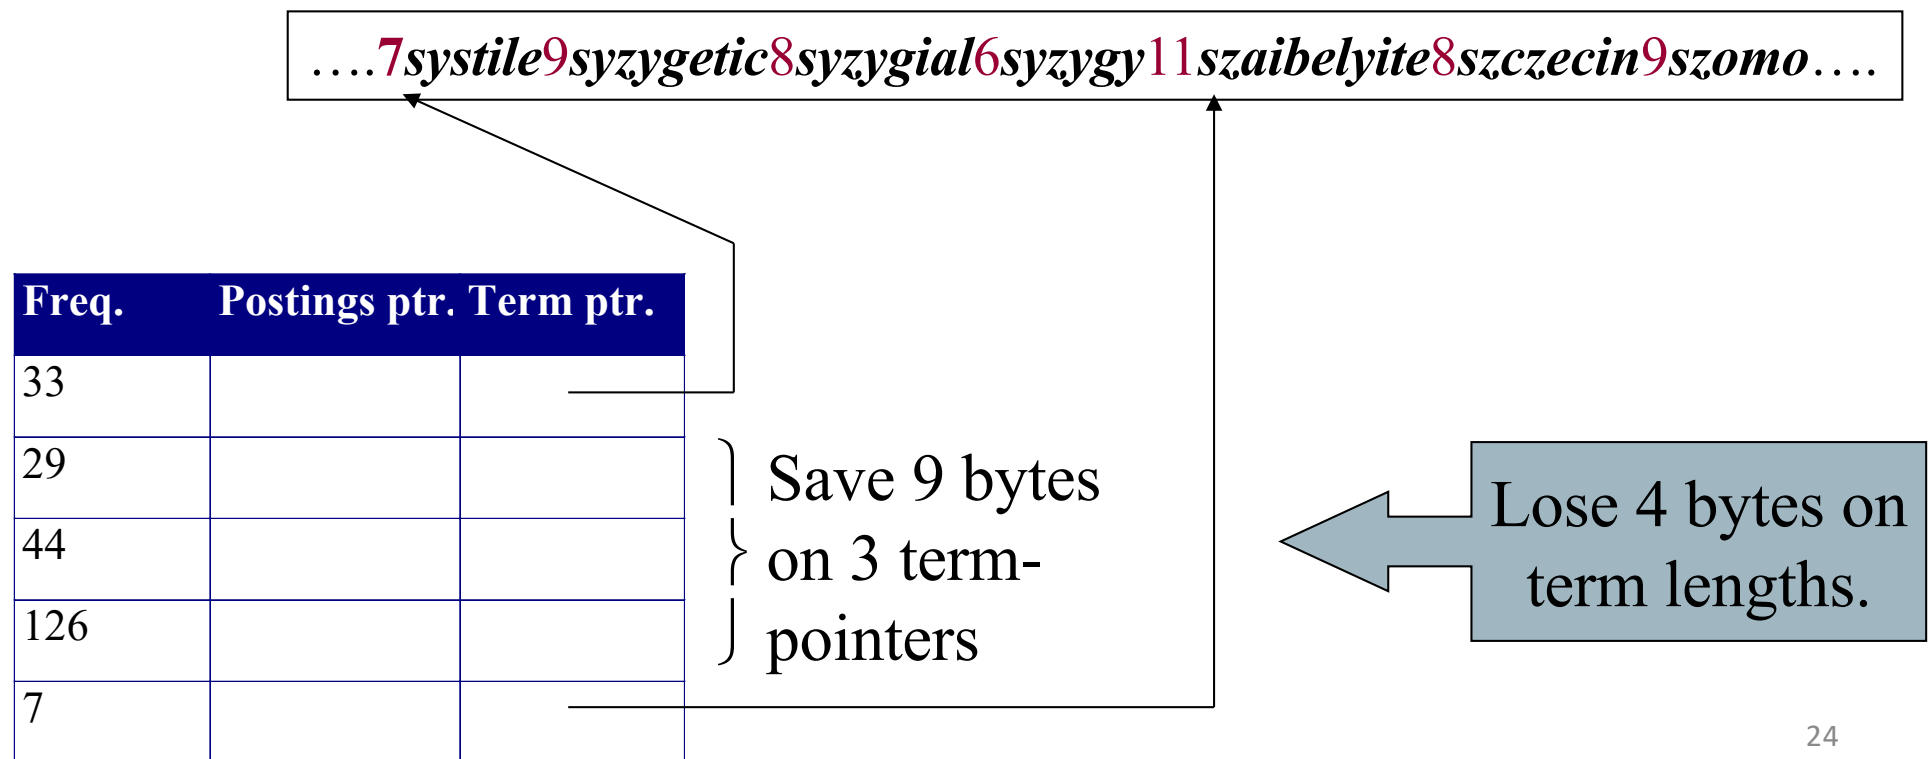 ….7systile9syzygetic8syzygial6syzygy11szaibelyite8szczecin9szomo….
Freq. Postings ptr. Term ptr.
33
29
44
126
7
Save 9 bytes
on 3 term-
pointers
Lose 4 bytes on
term lengths.
24